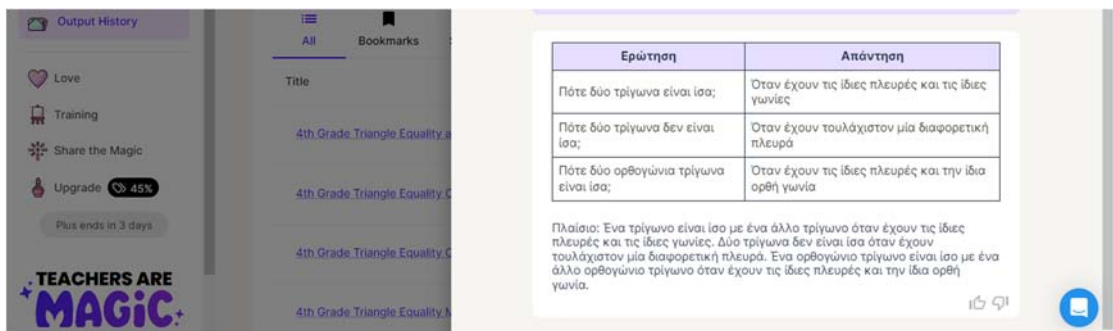 Output History
Love
Training
Share the Magic
Upgrade 45%
Plus ends in 3 days
TEACHERS ARE
MAGiC
All Bookmarks
Title
4th Grade Triangle Equality
4th Grade Triangle Equality
4th Grade Triangle Equality
4th Grade Triangle Equality
Ερώτηση Απάντηση
Πότε δύο τρίγωνα είναι ίσα;
Όταν έχουν τις ίδιες πλευρές και τις ίδιες
γωνίες
Πότε δύο τρίγωνα δεν είναι
ίσα;
Όταν έχουν τουλάχιστον μία διαφορετική
πλευρά
Πότε δύο ορθογώνια τρίγωνα
είναι ίσα;
Όταν έχουν τις ίδιες πλευρές και την ίδια
ορθή γωνία
Πλαίσιο: Ένα τρίγωνο είναι ίσο με ένα άλλο τρίγωνο όταν έχουν τις ίδιες
πλευρές και τις ίδιες γωνίες. Δύο τρίγωνα δεν είναι ίσα όταν έχουν
τουλάχιστον μία διαφορετική πλευρά. Ένα ορθογώνιο τρίγωνο είναι ίσο με ένα
άλλο ορθογώνιο τρίγωνο όταν έχουν τις ίδιες πλευρές και την ίδια ορθή
γωνία.